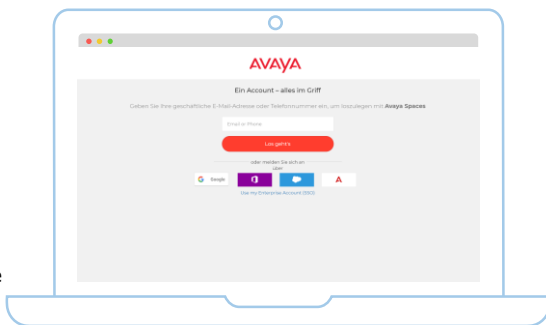 AVAYA
Ein Account – alles im Griff
Geben Sie Ihre geschäftliche E-Mail-Adresse oder Telefonnummer ein, um loszulegen mit Avaya Spaces
Email or Phone
Los geht's
oder melden Sie sich an
über
Google
Use my Enterprise Account (SSO)
e